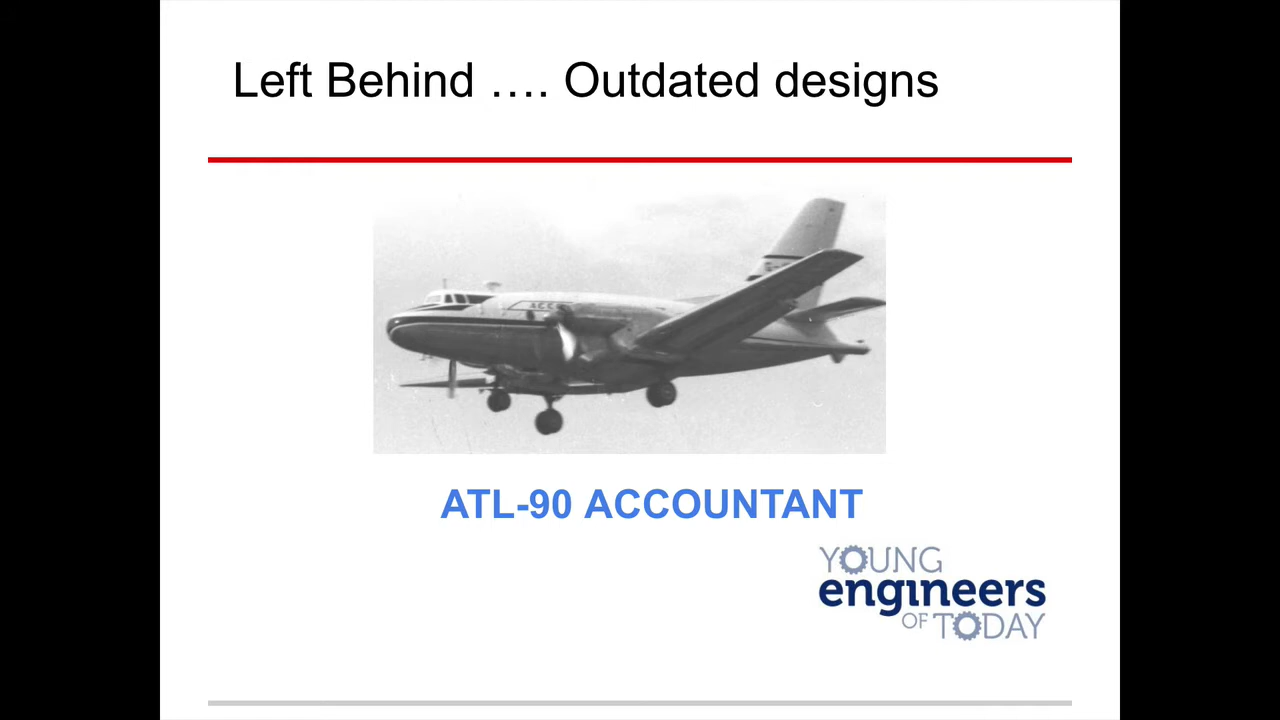 Left Behind .... Outdated designs
ATL-90 ACCOUNTANT
YOUNG
engineers
OF TODAY